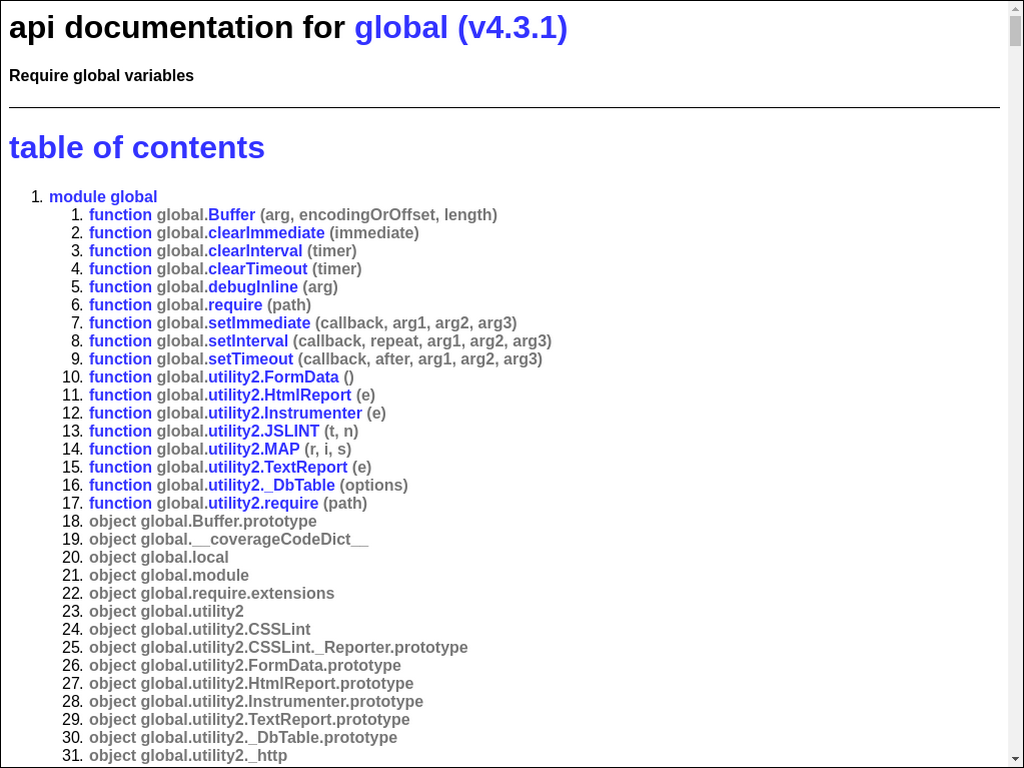 api documentation for global (v4.3.1)
Require global variables
table of contents
1. module global
1. function global.Buffer (arg, encodingOrOffset, length)
2. function global.clearImmediate (immediate)
3. function global.clearInterval (timer)
4. function global.clearTimeout (timer)
5. function global.debugInline (arg)
6. function global.require (path)
7. function global.setImmediate (callback, arg1, arg2, arg3)
8. function global.setInterval (callback, repeat, arg1, arg2, arg3)
9. function global.setTimeout (callback, after, arg1, arg2, arg3)
10. function global.utility2.FormData ()
11. function global.utility2.HtmlReport (e)
12. function global.utility2.Instrumenter (e)
13. function global.utility2.JSLINT (t, n)
14. function global.utility2.MAP (r, i, s)
15. function global.utility2.TextReport (e)
16. function global.utility2._DbTable (options)
17. function global.utility2.require (path)
18. object global.Buffer.prototype
19. object global.__coverageCodeDict__
20. object global.local
21. object global.module
22. object global.require.extensions
23. object global.utility2
24. object global.utility2.CSSLint
25. object global.utility2.CSSLint._Reporter.prototype
26. object global.utility2.FormData.prototype
27. object global.utility2.HtmlReport.prototype
28. object global.utility2.Instrumenter.prototype
29. object global.utility2.TextReport.prototype
30. object global.utility2._DbTable.prototype
31. object global.utility2._http